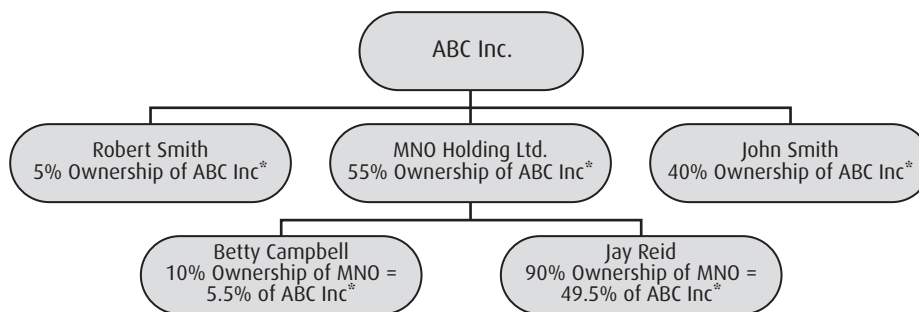 ABC Inc.
Robert Smith
5% Ownership of ABC Inc*
MNO Holding Ltd.
55% Ownership of ABC Inc*
John Smith
40% Ownership of ABC Inc*
Betty Campbell
10% Ownership of MNO =
5.5% of ABC Inc*
Jay Reid
90% Ownership of MNO =
49.5% of ABC Inc*